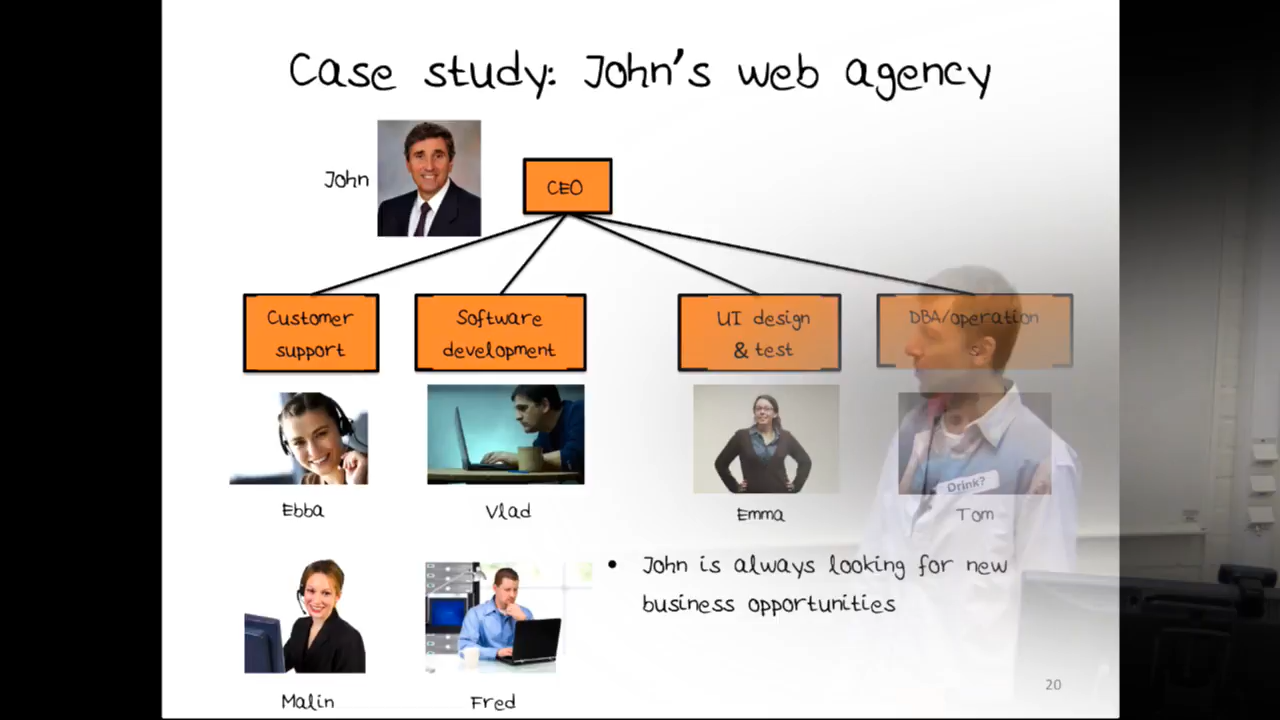 Case study: John's web agency
John
CEO
Customer
support
Software
development
UI design
& test
DBA/operation
Ebba
Vlad
Emma
Tom
Drink?
• John is always looking for new
business opportunities
Malin
Fred
20